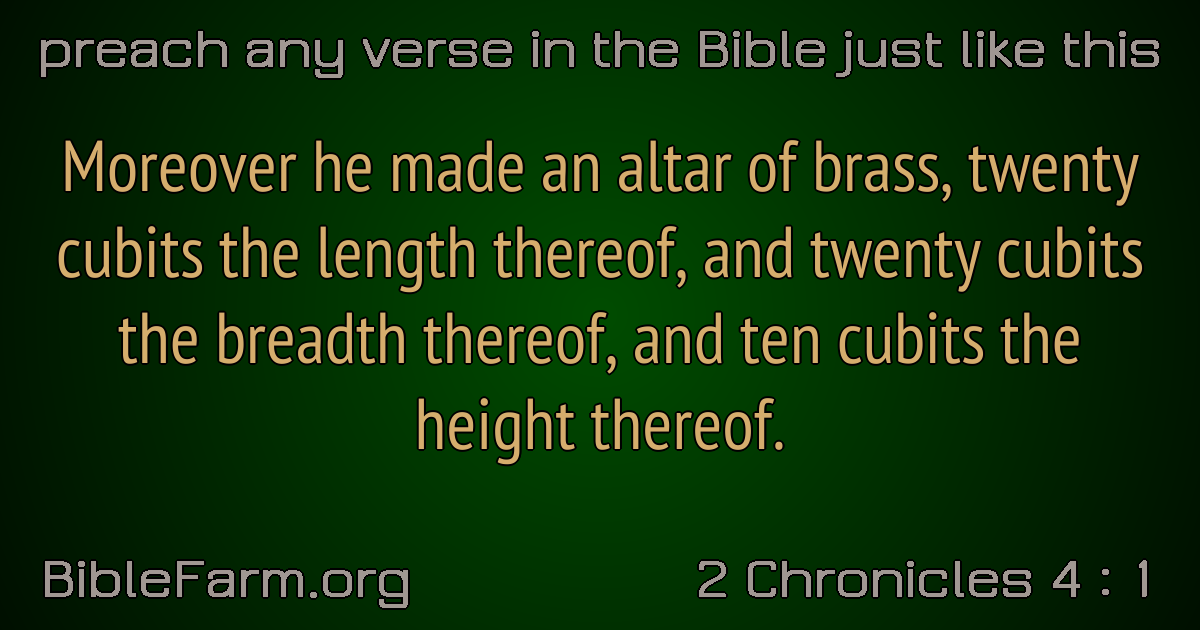 preach any verse in the Bible just like this
Moreover he made an altar of brass, twenty
cubits the length thereof, and twenty cubits
the breadth thereof, and ten cubits the
height thereof.
BibleFarm.org
2 Chronicles 4 : 1